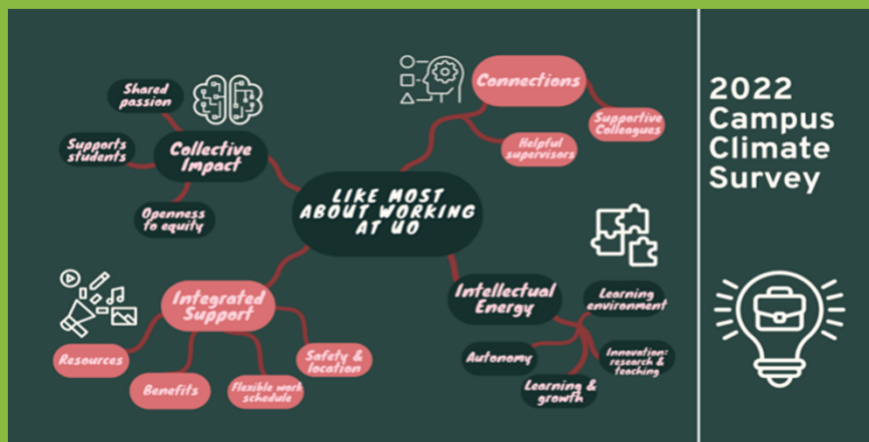 LIKE MOST
ABOUT WORKING
AT UO
Collective
Impact
Shared
passion
Supports
students
Openness
to equity
Connections
Helpful
supervisors
Supportive
Colleagues
Integrated
Support
Resources
Benefits
Flexible work
schedule
Safety &
location
Intellectual
Energy
Learning
environment
Autonomy
Innovation:
research &
teaching
Learning &
growth
2022
Campus
Climate
Survey